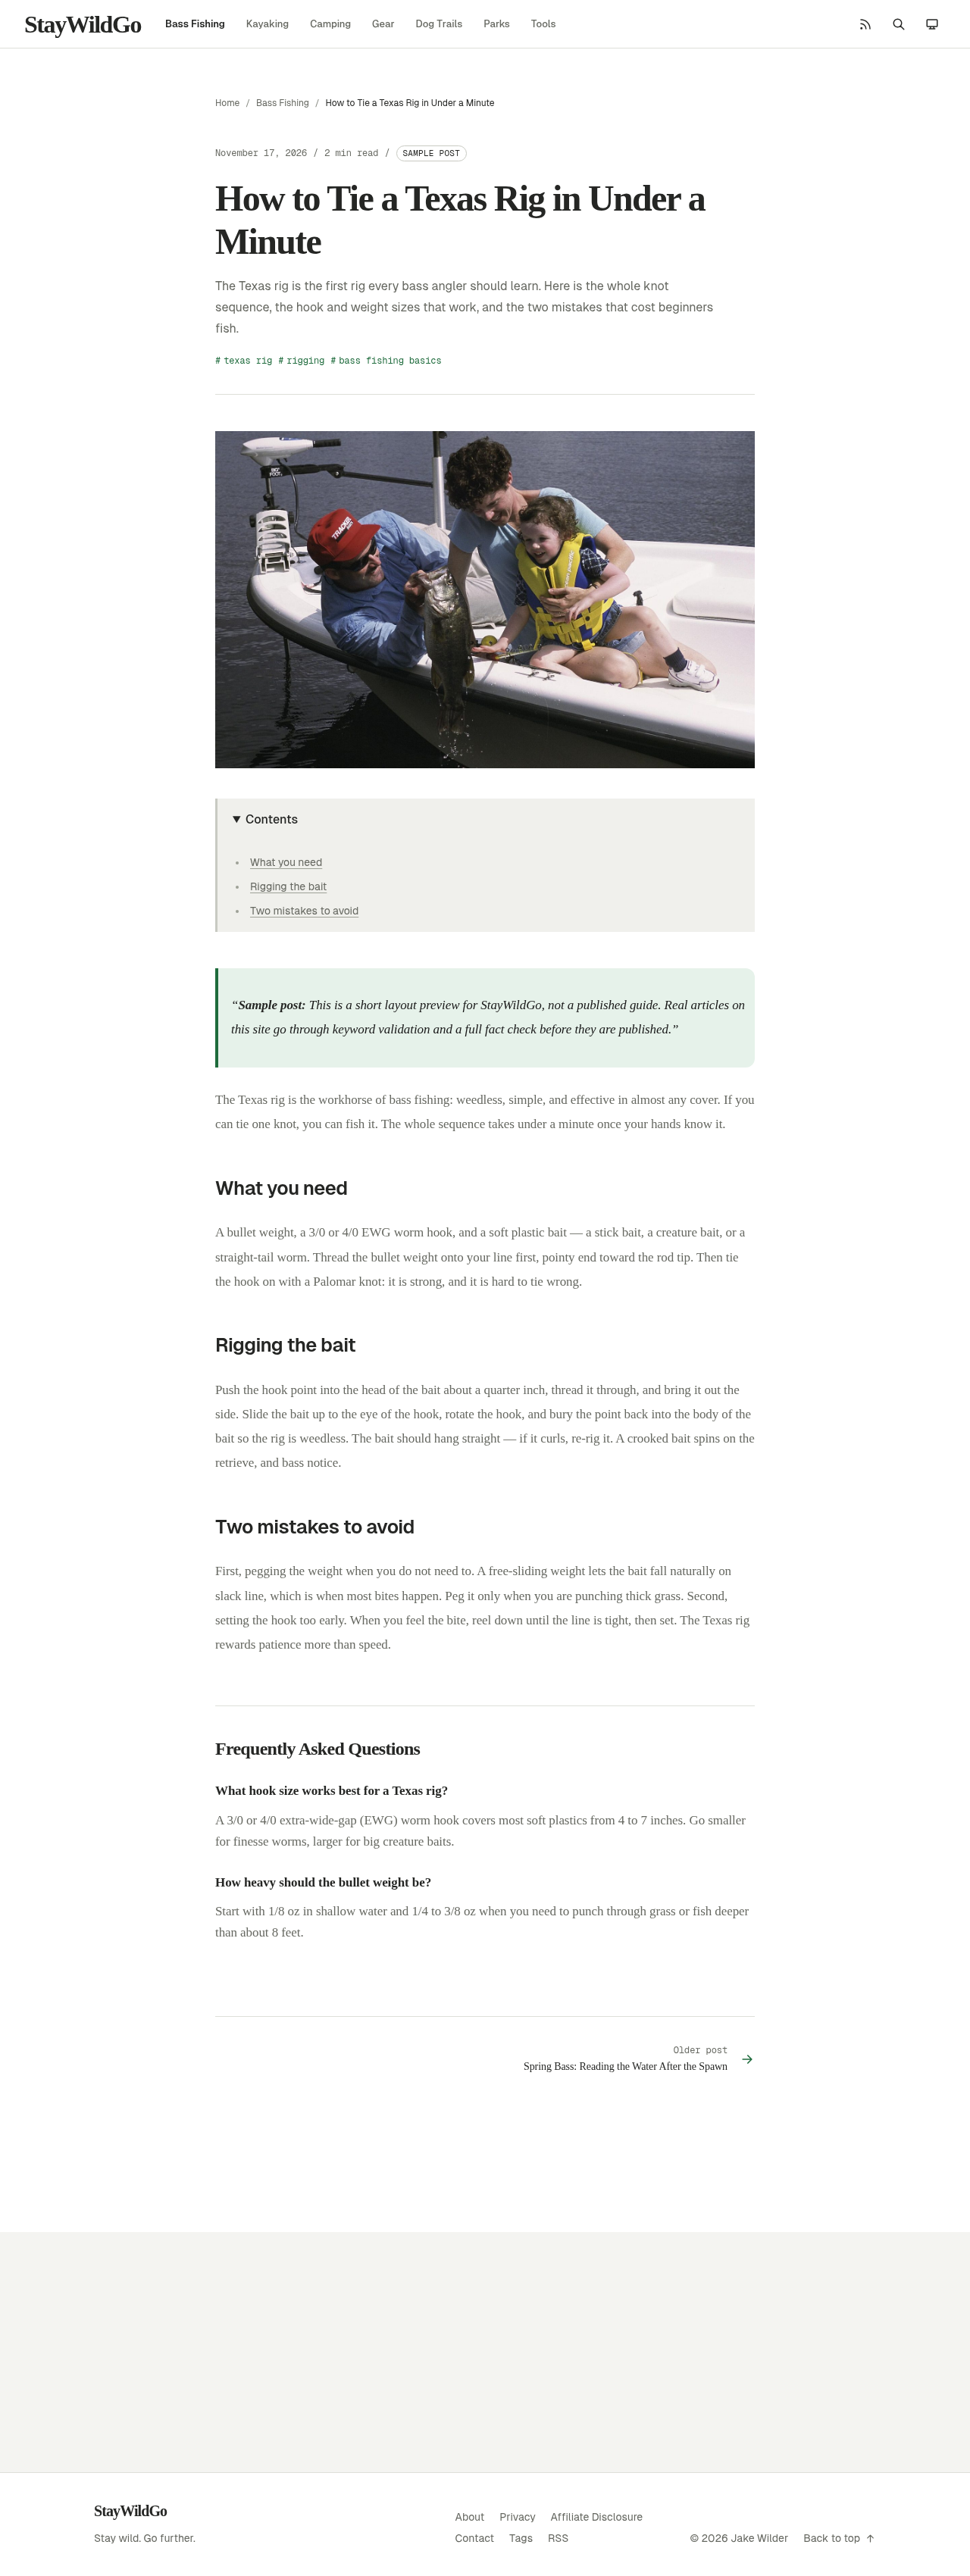 StayWildGo Bass Fishing Kayaking Camping Gear Dog Trails Parks Tools
Home / Bass Fishing / How to Tie a Texas Rig in Under a Minute
November 17, 2026 / 2 min read / SAMPLE POST
How to Tie a Texas Rig in Under a
Minute
The Texas rig is the first rig every bass angler should learn. Here is the whole knot
sequence, the hook and weight sizes that work, and the two mistakes that cost beginners
fish.
# texas rig # rigging # bass fishing basics
TRACKER
Contents
What you need
Rigging the bait
Two mistakes to avoid
“Sample post: This is a short layout preview for StayWildGo, not a published guide. Real articles on
this site go through keyword validation and a full fact check before they are published.”
The Texas rig is the workhorse of bass fishing: weedless, simple, and effective in almost any cover. If you
can tie one knot, you can fish it. The whole sequence takes under a minute once your hands know it.
What you need
A bullet weight, a 3/0 or 4/0 EWG worm hook, and a soft plastic bait — a stick bait, a creature bait, or a
straight-tail worm. Thread the bullet weight onto your line first, pointy end toward the rod tip. Then tie
the hook on with a Palomar knot: it is strong, and it is hard to tie wrong.
Rigging the bait
Push the hook point into the head of the bait about a quarter inch, thread it through, and bring it out the
side. Slide the bait up to the eye of the hook, rotate the hook, and bury the point back into the body of the
bait so the rig is weedless. The bait should hang straight — if it curls, re-rig it. A crooked bait spins on the
retrieve, and bass notice.
Two mistakes to avoid
First, pegging the weight when you do not need to. A free-sliding weight lets the bait fall naturally on
slack line, which is when most bites happen. Peg it only when you are punching thick grass. Second,
setting the hook too early. When you feel the bite, reel down until the line is tight, then set. The Texas rig
rewards patience more than speed.
Frequently Asked Questions
What hook size works best for a Texas rig?
A 3/0 or 4/0 extra-wide-gap (EWG) worm hook covers most soft plastics from 4 to 7 inches. Go smaller
for finesse worms, larger for big creature baits.
How heavy should the bullet weight be?
Start with 1/8 oz in shallow water and 1/4 to 3/8 oz when you need to punch through grass or fish deeper
than about 8 feet.
Older post
Spring Bass: Reading the Water After the Spawn →
StayWildGo
Stay wild. Go further.
About Privacy Affiliate Disclosure
Contact Tags RSS
© 2026 Jake Wilder Back to top ↑